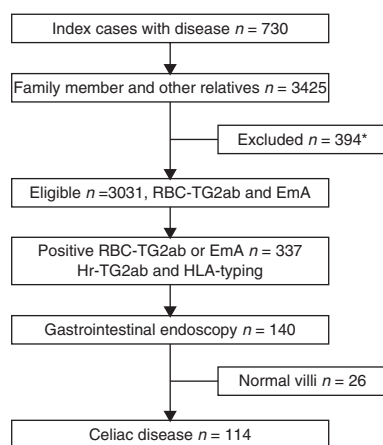 Index cases with disease n = 730
Family member and other relatives n = 3425
Excluded n = 394*
Eligible n =3031, RBC-TG2ab and EmA
Positive RBC-TG2ab or EmA n = 337
Hr-TG2ab and HLA-typing
Gastrointestinal endoscopy n = 140
Normal villi n = 26
Celiac disease n = 114